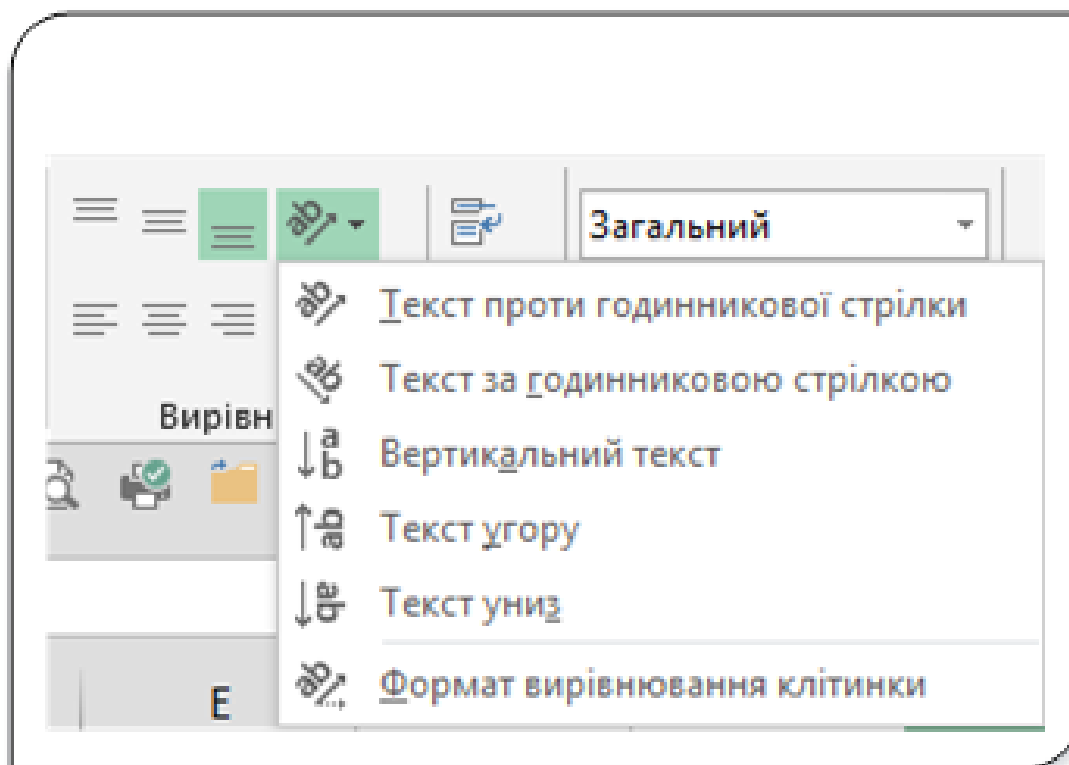 Загальний
Текст проти годинникової стрілки
Текст за годинниковою стрілкою
Вирівн
Вертикальний текст
Текст угору
Текст униз
Формат вирівнювання клітинки
E